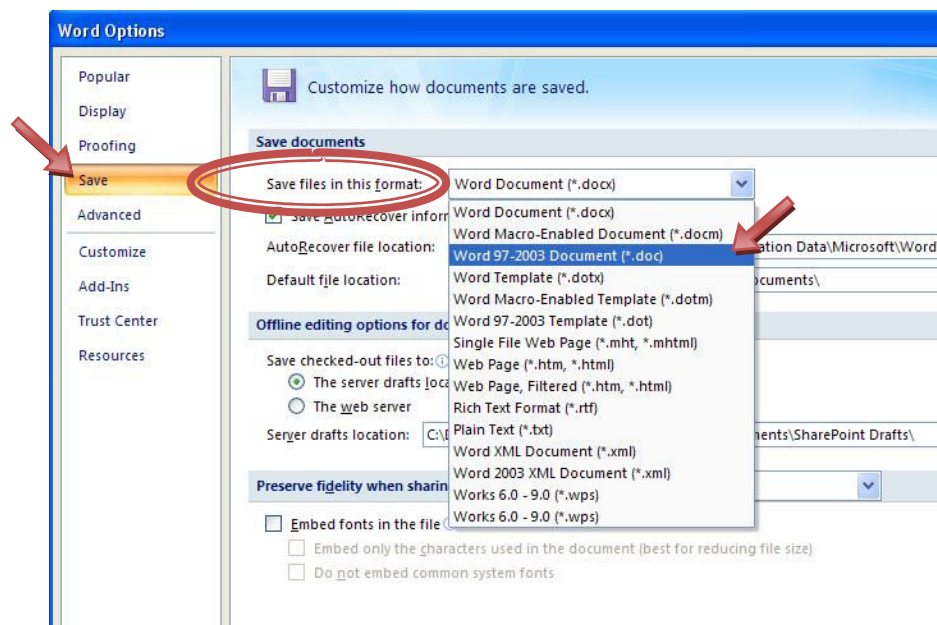 Word Options
Popular
Display
Proofing
Save
Advanced
Customize
Add-Ins
Trust Center
Resources
Customize how documents are saved.
Save documents
Save files in this format: Word Document (*.docx)
Word Document (*.docx)
Save AutoRecover inforr
Word Macro-Enabled Document (*.docm)
AutoRecover file location: ation Data\Microsoft\Word
Word 97-2003 Document (*.doc)
Default file location: ocuments\
Word Template (*.dotx)
Word Macro-Enabled Template (*.dotm)
Offline editing options for do
Word 97-2003 Template (*.dot)
Single File Web Page (*.mht, *.mhtml)
Save checked-out files to:
Web Page (*.htm, *.html)
The server drafts loca
Web Page, Filtered (*.htm, *.html)
The web server
Rich Text Format (*.rtf)
Server drafts location: C:\D ments\SharePoint Drafts\
Plain Text (*.txt)
Word XML Document (*.xml)
Word 2003 XML Document (*.xml)
Preserve fidelity when sharin
Works 6.0 - 9.0 (*.wps)
Works 6.0 - 9.0 (*.wps)
Embed fonts in the file
Embed only the characters used in the document (best for reducing file size)
Do not embed common system fonts